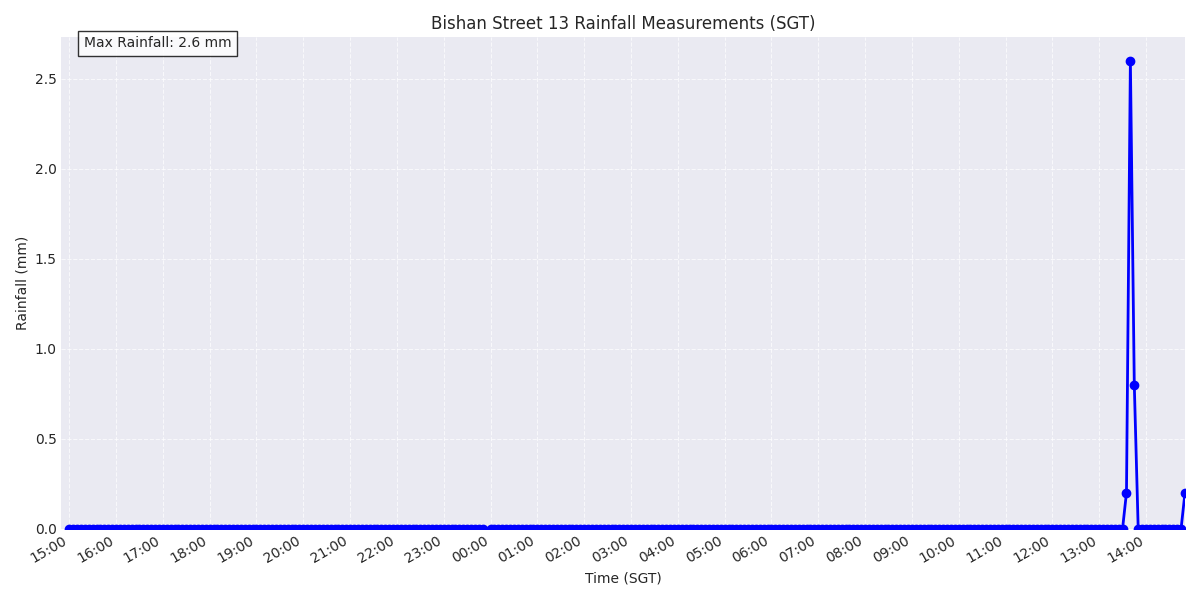 Bishan Street 13 Rainfall Measurements (SGT)
Max Rainfall: 2.6 mm
2.5
2.0
1.5
1.0
0.5
0.0
Rainfall (mm)
15:00 16:00 17:00 18:00 19:00 20:00 21:00 22:00 23:00 00:00 01:00 02:00 03:00 04:00 05:00 06:00 07:00 08:00 09:00 10:00 11:00 12:00 13:00 14:00
Time (SGT)